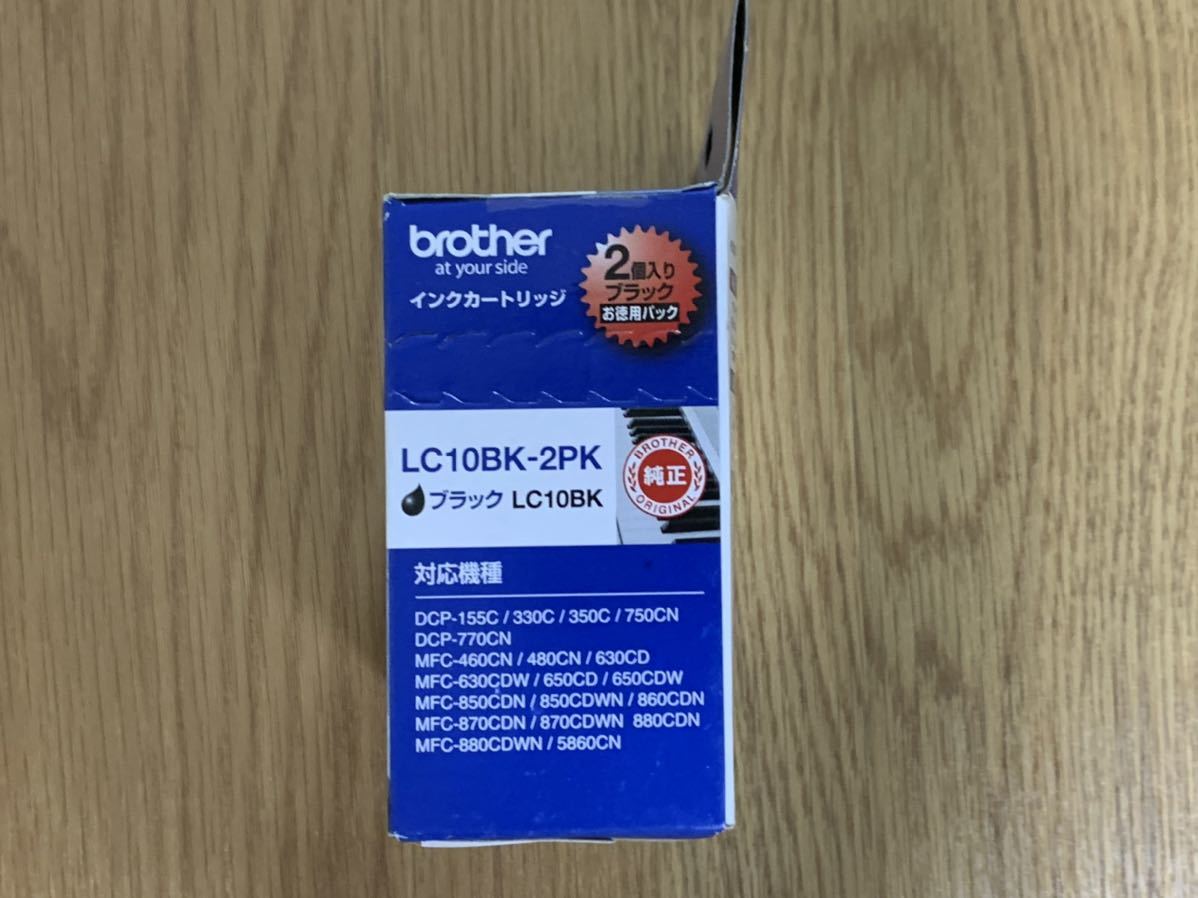 brother
at your side
インクカートリッジ
2個入り
ブラック
お徳用パック
LC10BK-2PK
ブラック LC10BK
BROTHER
純正
ORIGINAL
対応機種
DCP-155C / 330C / 350C / 750CN
DCP-770CN
MFC-460CN / 480CN / 630CD
MFC-630CDW / 650CD / 650CDW
MFC-850CDN / 850CDWN / 860CDN
MFC-870CDN / 870CDWN 880CDN
MFC-880CDWN / 5860CN